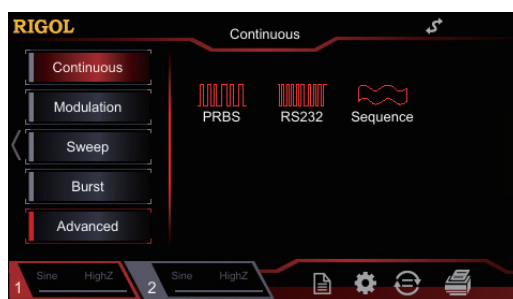 RIGOL
Continuous
Continuous
Modulation
Sweep
Burst
Advanced
PRBS
RS232
Sequence
1
Sine
HighZ
2
Sine
HighZ